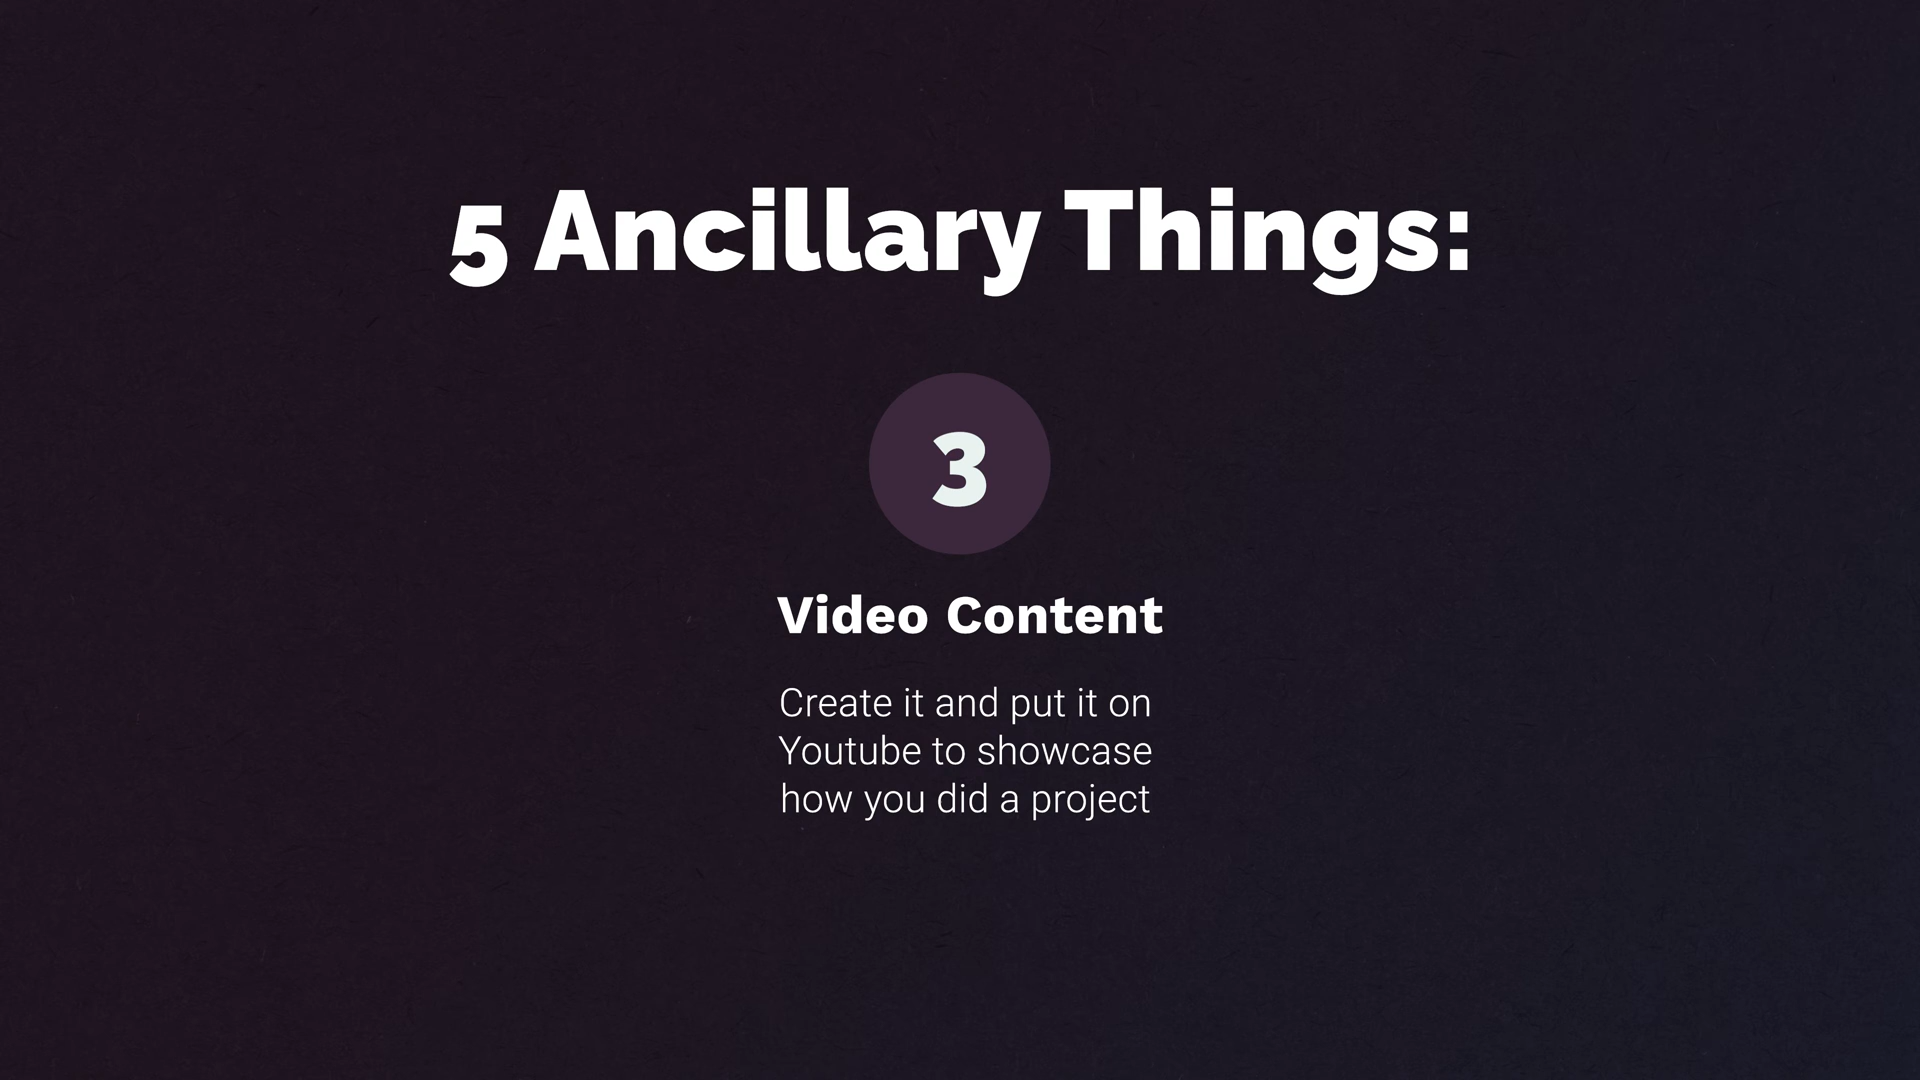 5 Ancillary Things:
3
Video Content
Create it and put it on
Youtube to showcase
how you did a project